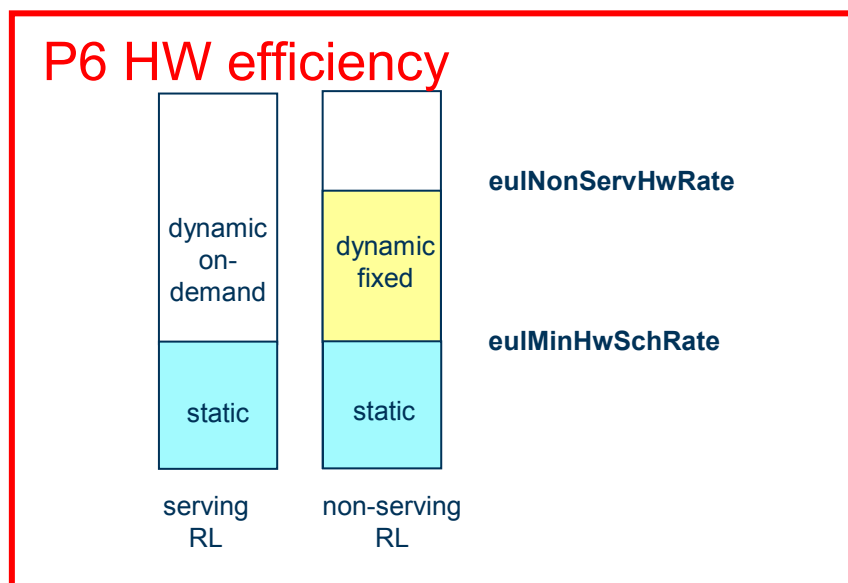 P6 HW efficiency
eulNonServHwRate
dynamic
on-
demand
dynamic
fixed
eulMinHwSchRate
static
static
serving
RL
non-serving
RL